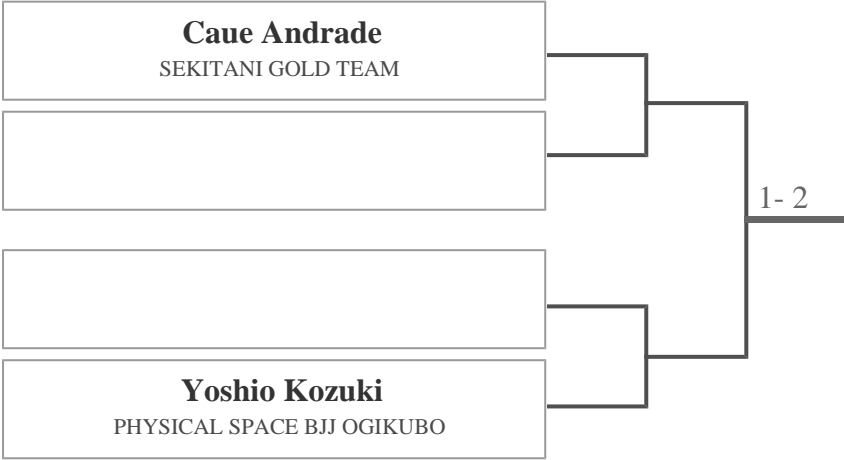 Caue Andrade
SEKITANI GOLD TEAM
1- 2
Yoshio Kozuki
PHYSICAL SPACE BJJ OGIKUBO